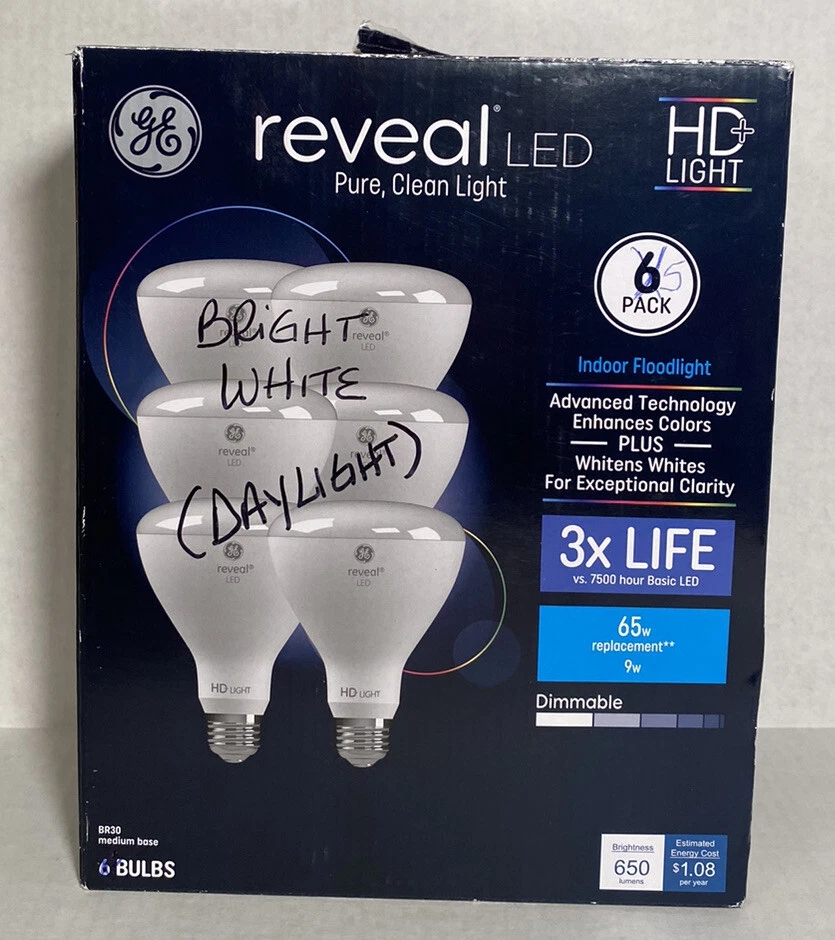 GE
reveal® LED
Pure, Clean Light
HD+
LIGHT
6 5
PACK
BRiGHT
WHITE
(DAYLIGHT)
reveal®
LED
reveal®
LED
reveal®
LED
reveal®
LED
HD LIGHT
HD LIGHT
Indoor Floodlight
Advanced Technology
Enhances Colors
PLUS
Whitens Whites
For Exceptional Clarity
3x LIFE
vs. 7500 hour Basic LED
65w
replacement**
9w
Dimmable
BR30
medium base
6 BULBS
Brightness
650
lumens
Estimated
Energy Cost
$1.08
per year